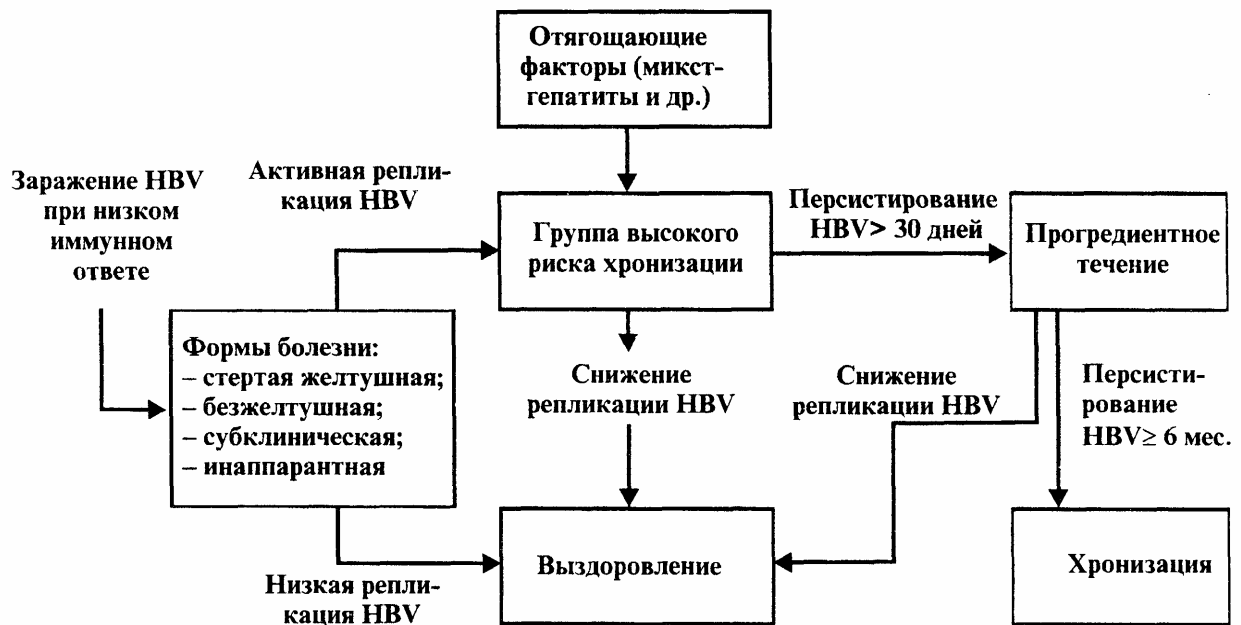 Отягощающие
факторы (микст-
гепатиты и др.)
Заражение HBV
при низком
иммунном
ответе
Активная репли-
кация HBV
Группа высокого
риска хронизации
Персистирование
HBV> 30 дней
Прогредиентное
течение
Формы болезни:
– стертая желтушная;
– безжелтушная;
– субклиническая;
– инаппарантная
Снижение
репликации HBV
Снижение
репликации HBV
Персисти-
рование
HBV≥ 6 мес.
Низкая репли-
кация HBV
Выздоровление
Хронизация